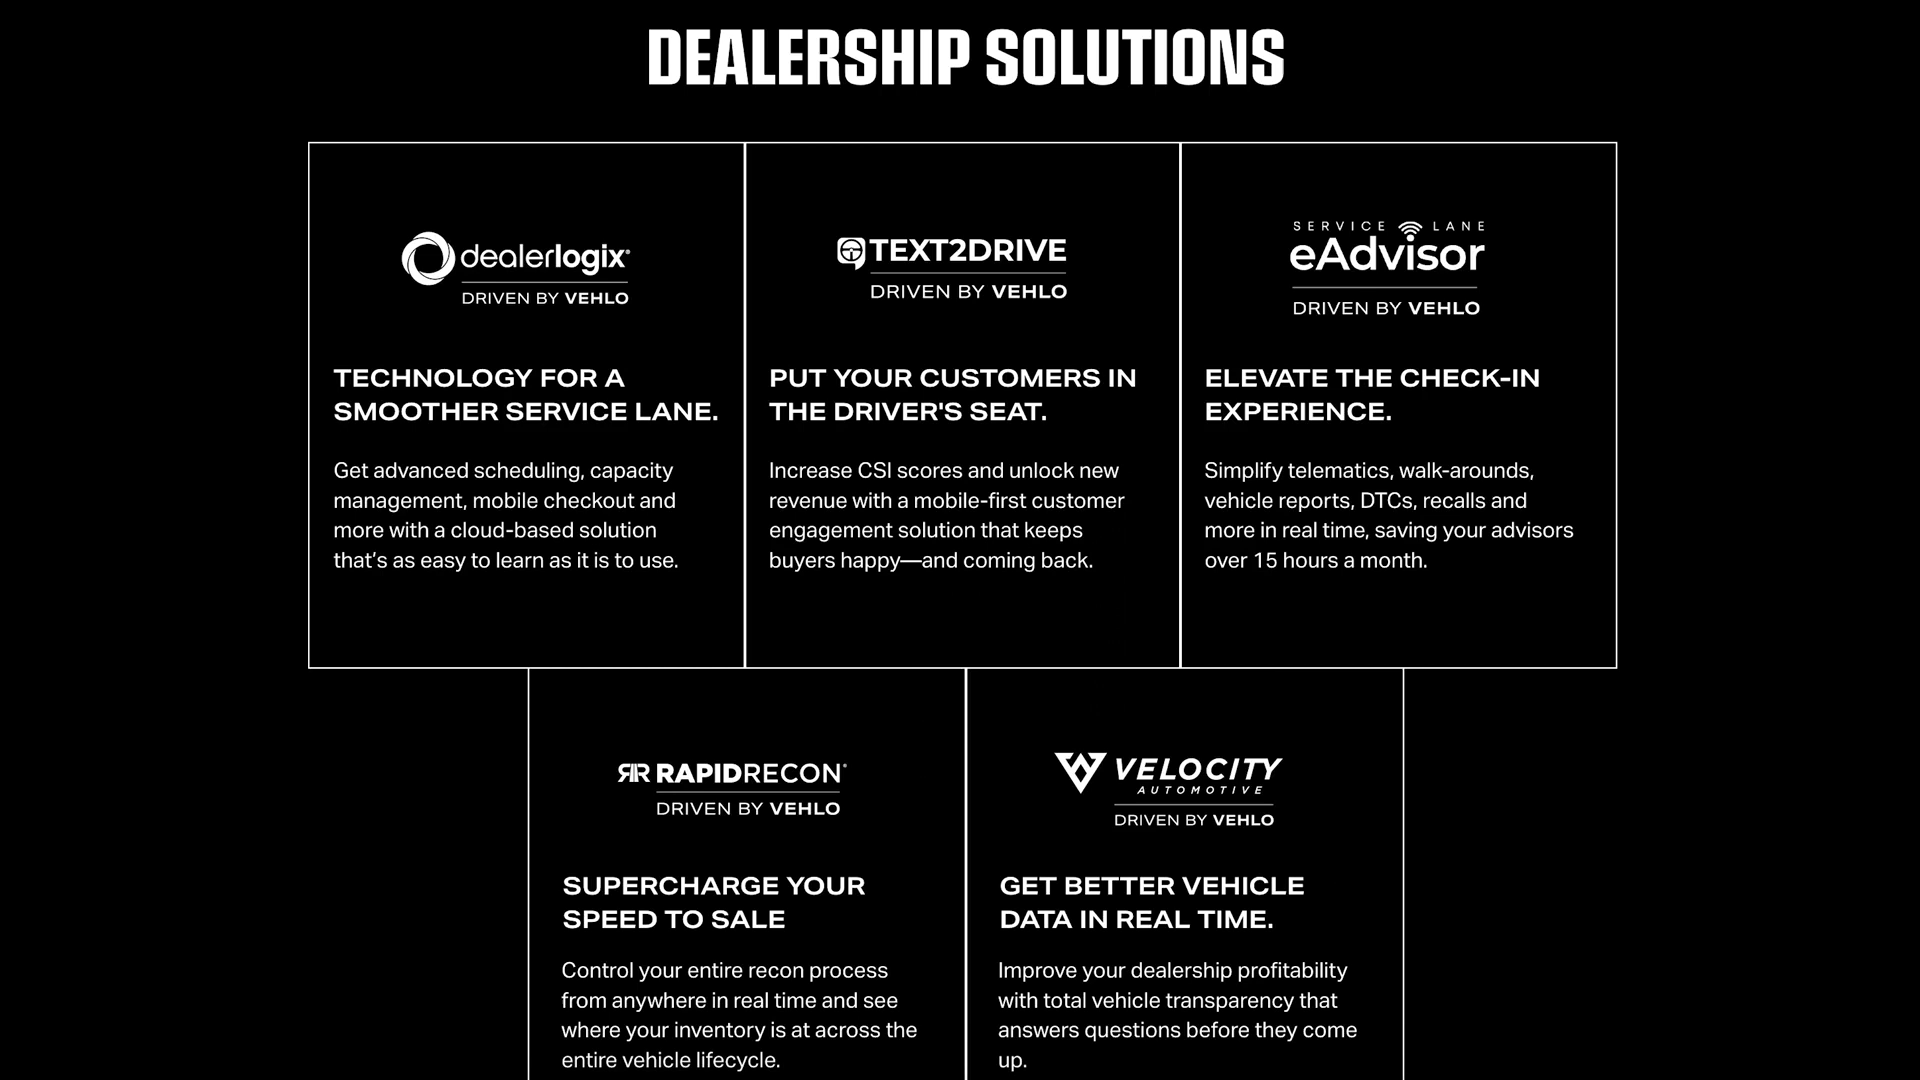 DEALERSHIP SOLUTIONS
dealerlogix®
DRIVEN BY VEHLO
TECHNOLOGY FOR A
SMOOTHER SERVICE LANE.
Get advanced scheduling, capacity
management, mobile checkout and
more with a cloud-based solution
that’s as easy to learn as it is to use.
TEXT2DRIVE
DRIVEN BY VEHLO
PUT YOUR CUSTOMERS IN
THE DRIVER'S SEAT.
Increase CSI scores and unlock new
revenue with a mobile-first customer
engagement solution that keeps
buyers happy—and coming back.
SERVICE LANE
eAdvisor
DRIVEN BY VEHLO
ELEVATE THE CHECK-IN
EXPERIENCE.
Simplify telematics, walk-arounds,
vehicle reports, DTCs, recalls and
more in real time, saving your advisors
over 15 hours a month.
RR RAPIDRECON®
DRIVEN BY VEHLO
SUPERCHARGE YOUR
SPEED TO SALE
Control your entire recon process
from anywhere in real time and see
where your inventory is at across the
entire vehicle lifecycle.
VELOCITY
AUTOMOTIVE
DRIVEN BY VEHLO
GET BETTER VEHICLE
DATA IN REAL TIME.
Improve your dealership profitability
with total vehicle transparency that
answers questions before they come
up.